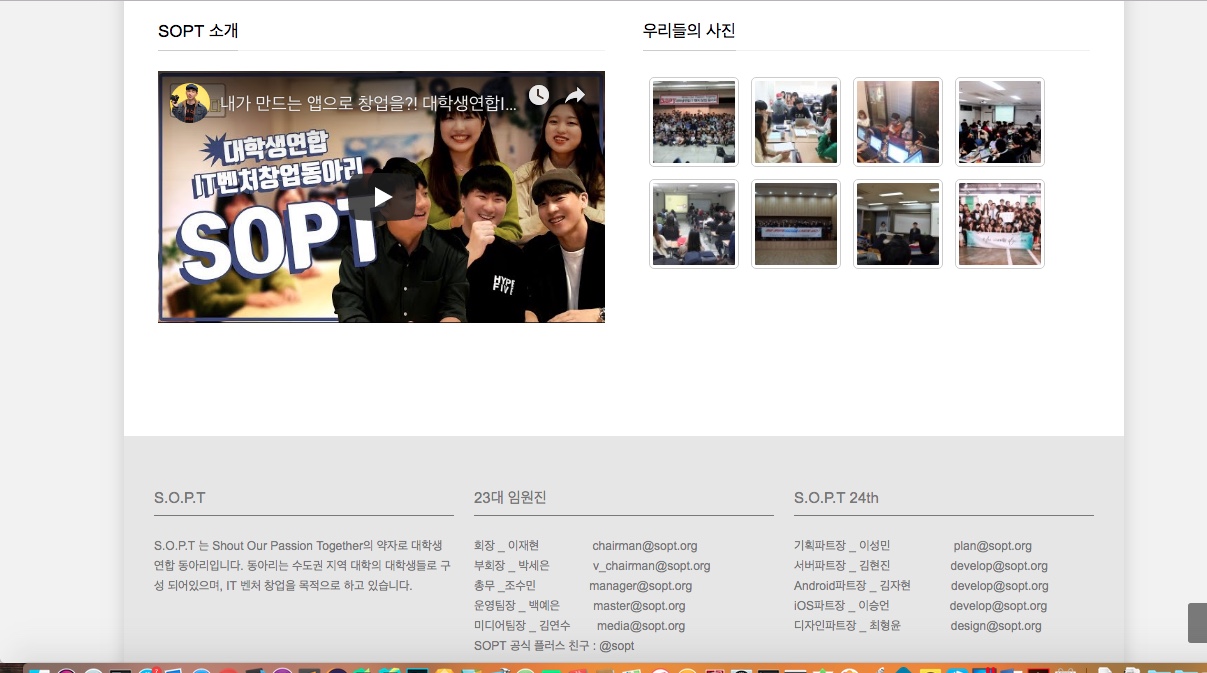 SOPT 소개
우리들의 사진
내가 만드는 앱으로 창업을?! 대학생연합I...
대학생연합
IT벤처창업동아리
SOPT
HYPE
FIVE
S.O.P.T
S.O.P.T 는 Shout Our Passion Together의 약자로 대학생
연합 동아리입니다. 동아리는 수도권 지역 대학의 대학생들로 구
성 되어있으며, IT 벤처 창업을 목적으로 하고 있습니다.
23대 임원진
회장 _ 이재현 chairman@sopt.org
부회장 _ 박세은 v_chairman@sopt.org
총무 _조수민 manager@sopt.org
운영팀장 _ 백예은 master@sopt.org
미디어팀장 _ 김연수 media@sopt.org
SOPT 공식 플러스 친구 : @sopt
S.O.P.T 24th
기획파트장 _ 이성민 plan@sopt.org
서버파트장 _ 김현진 develop@sopt.org
Android파트장 _ 김자현 develop@sopt.org
iOS파트장 _ 이승언 develop@sopt.org
디자인파트장 _ 최형윤 design@sopt.org